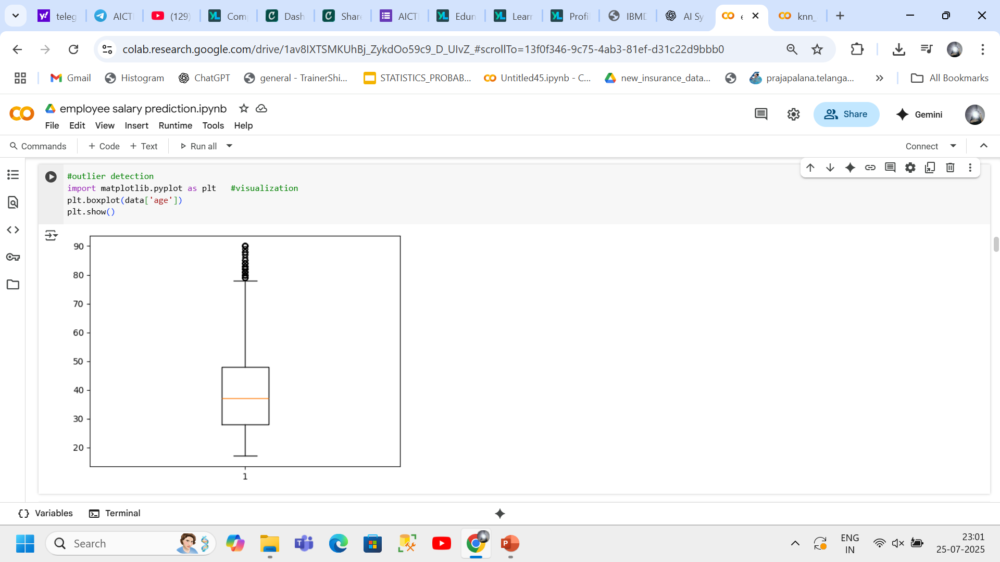 teleg
AICT
(129)
Com
Dash
Share
AICT
Edun
Lear
Profi
IBM
AI Sy
e
knn_
colab.research.google.com/drive/1av8IXTSMKUhBj_ZykdOo59c9_D_UIvZ_#scrollTo=13f0f346-9c75-4ab3-81ef-d31c22d9bbb0
Gmail
Histogram
ChatGPT
general - TrainerShi...
STATISTICS_PROBAB...
Untitled45.ipynb - C...
new_insurance_data...
prajapalana.telanga...
All Bookmarks
employee salary prediction.ipynb
File Edit View Insert Runtime Tools Help
Share
Gemini
Commands
+ Code + Text
Run all
Connect
#outlier detection
import matplotlib.pyplot as plt   #visualization
plt.boxplot(data['age'])
plt.show()
90
80
70
60
50
40
30
20
1
Variables
Terminal
Search
ENG
IN
23:01
25-07-2025